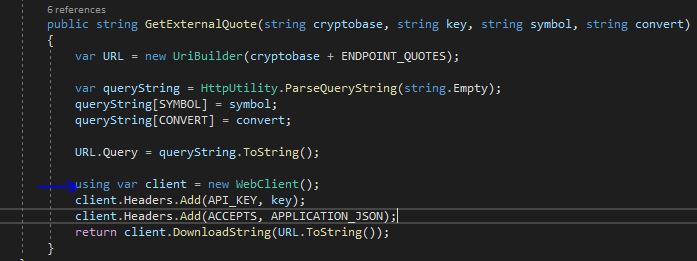 6 references
public string GetExternalQuote(string cryptobase, string key, string symbol, string convert)
{
var URL = new UriBuilder(cryptobase + ENDPOINT_QUOTES);
var queryString = HttpUtility.ParseQueryString(string.Empty);
queryString[SYMBOL] = symbol;
queryString[CONVERT] = convert;
URL.Query = queryString.ToString();
using var client = new WebClient();
client.Headers.Add(API_KEY, key);
client.Headers.Add(ACCEPTS, APPLICATION_JSON);
return client.DownloadString(URL.ToString());
}